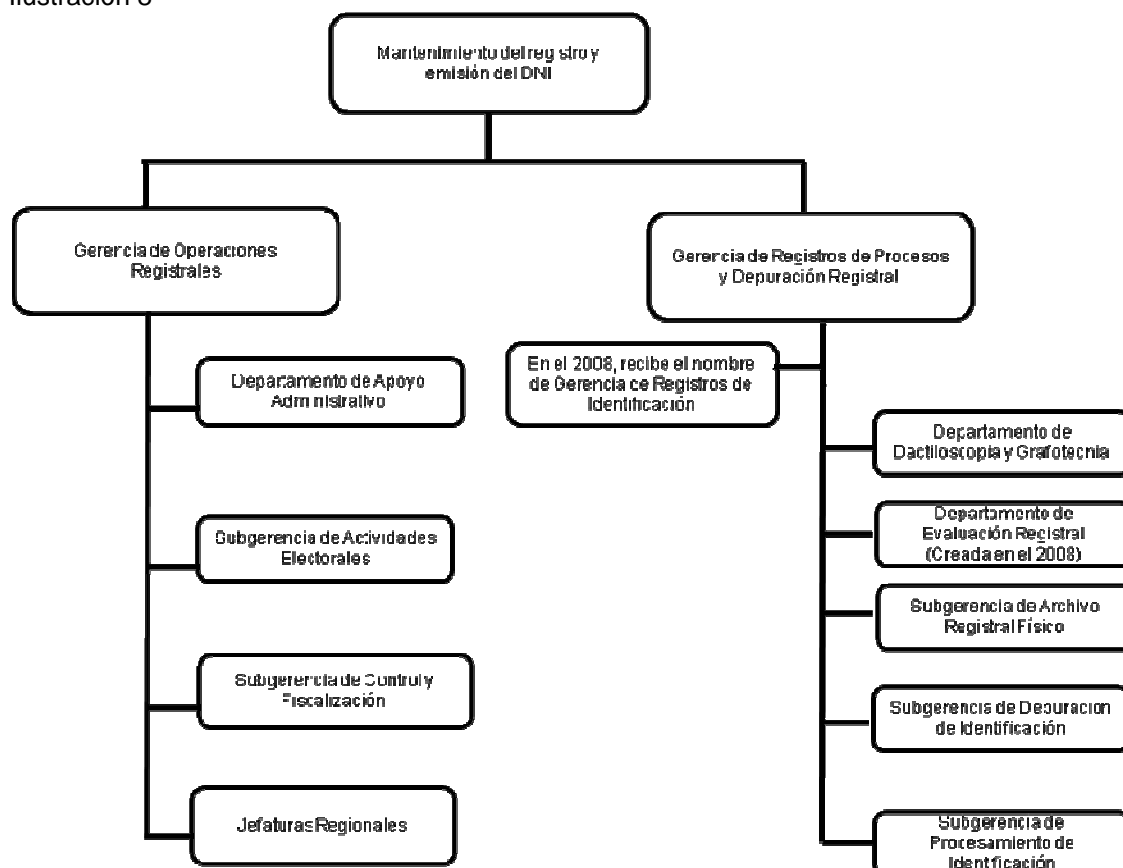 Ilustración 8
Mantenimiento del registro y
emisión del DNI
Gerencia de Operaciones
Registrales
Gerencia de Registros de Procesos
y Depuración Registral
Departamento de Apoyo
Administrativo
Subgerencia de Actividades
Electorales
Subgerencia de Control y
Fiscalización
Jefaturas Regionales
En el 2008, recibe el nombre
de Gerencia de Registros de
Identificación
Departamento de
Dactiloscopia y Grafotecnia
Departamento de
Evaluación Registral
(Creada en el 2008)
Subgerencia de Archivo
Registral Físico
Subgerencia de Depuracion
de Identificación
Subgerencia de
Procesamiento de
Identificación